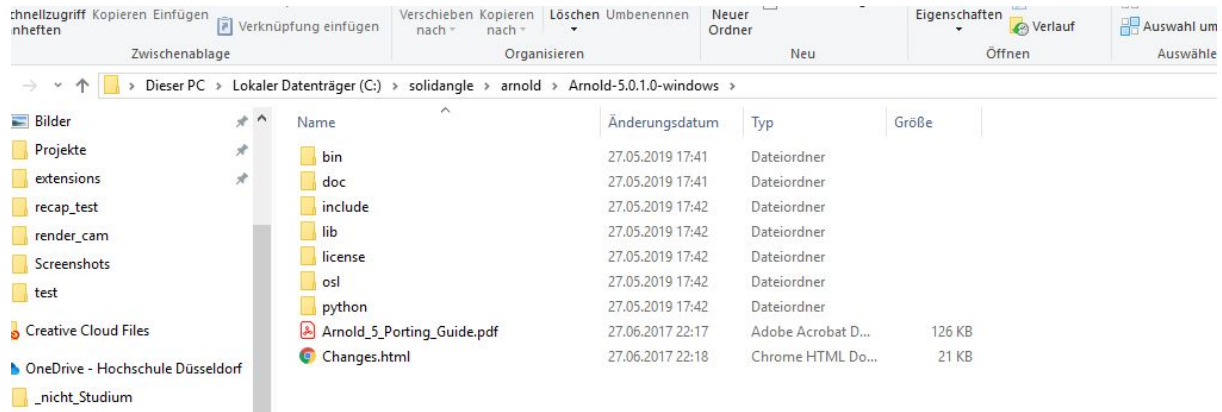 chnellzugriff Kopieren Einfügen Verknüpfung einfügen Verschieben Kopieren Löschen Umbenennen Neuer Eigenschaften Verlauf Auswahl um
nheften nach nach Ordner
Zwischenablage Organisieren Neu Öffnen Auswähle
Dieser PC > Lokaler Datenträger (C:) > solidangle > arnold > Arnold-5.0.1.0-windows >
Bilder
Projekte
extensions
recap_test
render_cam
Screenshots
test
Creative Cloud Files
OneDrive - Hochschule Düsseldorf
_nicht_Studium
Name Änderungsdatum Typ Größe
bin 27.05.2019 17:41 Dateiordner
doc 27.05.2019 17:41 Dateiordner
include 27.05.2019 17:42 Dateiordner
lib 27.05.2019 17:42 Dateiordner
license 27.05.2019 17:42 Dateiordner
osl 27.05.2019 17:42 Dateiordner
python 27.05.2019 17:42 Dateiordner
Arnold_5_Porting_Guide.pdf 27.06.2017 22:17 Adobe Acrobat D... 126 KB
Changes.html 27.06.2017 22:18 Chrome HTML Do... 21 KB